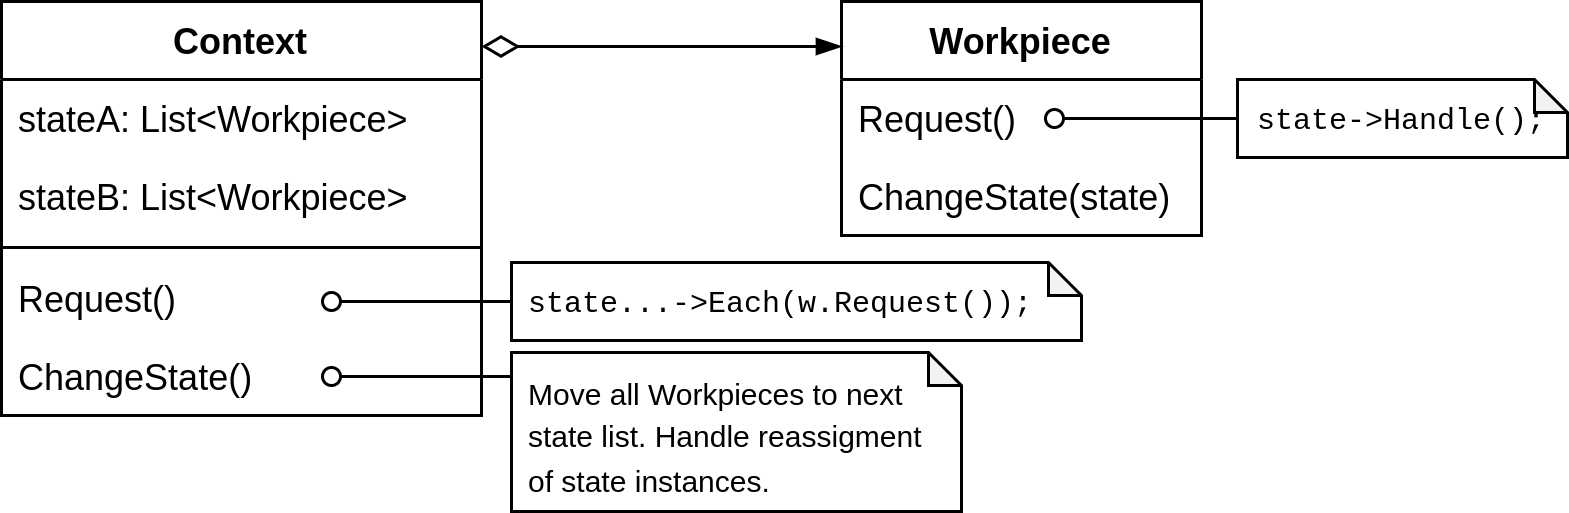 Context
stateA: List<Workpiece>
stateB: List<Workpiece>
Request()
ChangeState()
Workpiece
Request()
ChangeState(state)
state->Handle();
state...->Each(w.Request());
Move all Workpieces to next
state list. Handle reassigment
of state instances.